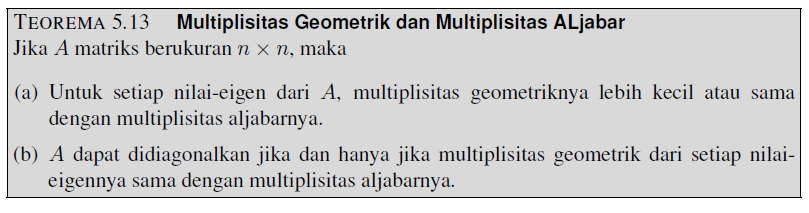 TEOREMA 5.13 Multiplisitas Geometrik dan Multiplisitas ALjabar
Jika A matriks berukuran n × n, maka
(a) Untuk setiap nilai-eigen dari A, multiplisitas geometriknya lebih kecil atau sama
dengan multiplisitas aljabarnya.
(b) A dapat didiagonalkan jika dan hanya jika multiplisitas geometrik dari setiap nilai-
eigennya sama dengan multiplisitas aljabarnya.